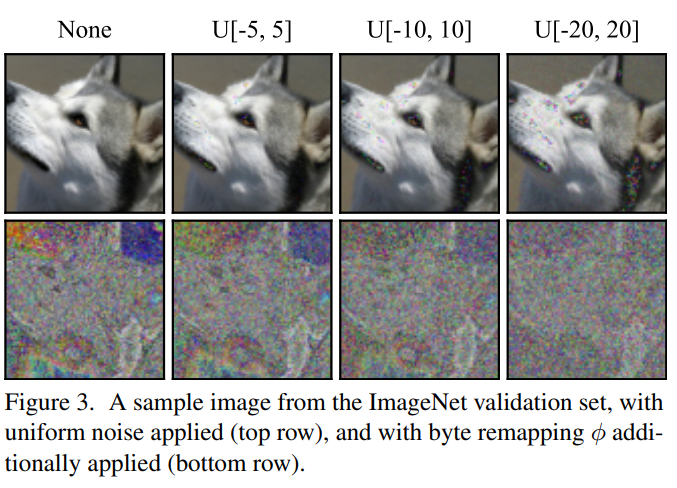 None U[-5, 5] U[-10, 10] U[-20, 20]
Figure 3. A sample image from the ImageNet validation set, with
uniform noise applied (top row), and with byte remapping ϕ addi-
tionally applied (bottom row).